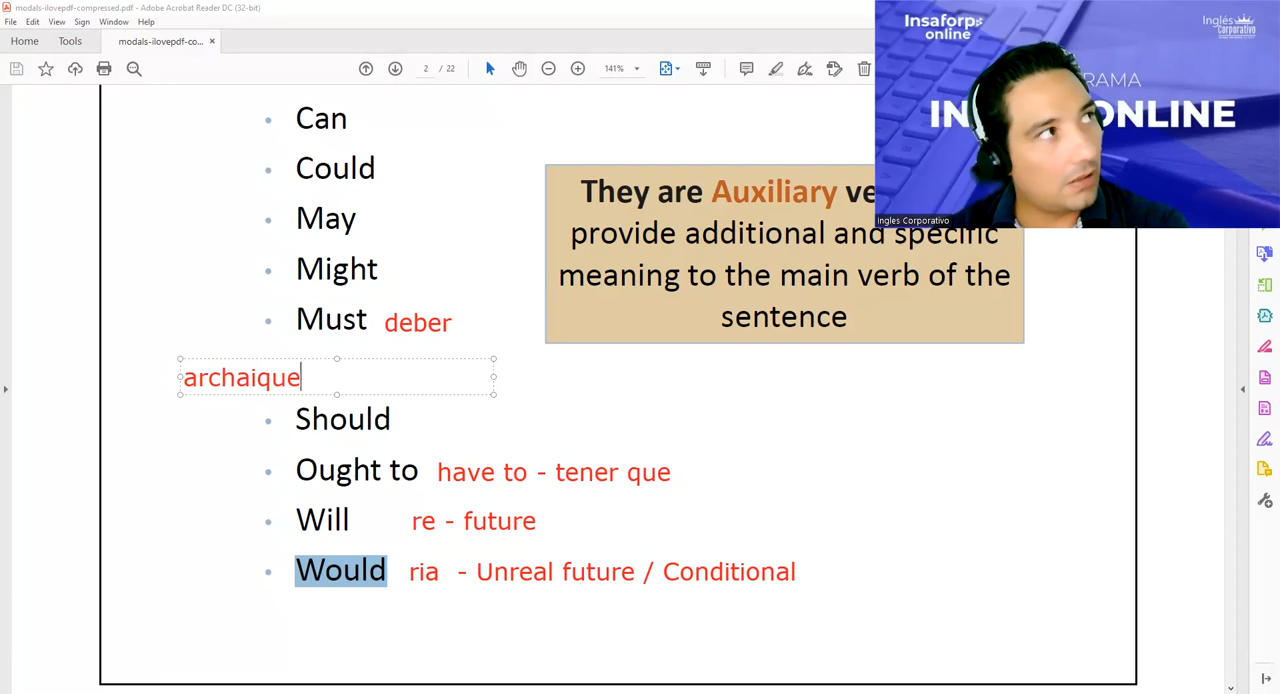 modals-ilovepdf-compressed.pdf - Adobe Acrobat Reader DC (32-bit)
File Edit View Sign Window Help
Home Tools modals-ilovepdf-co... ×
2 / 22 141%
Insaforp
online
Inglés
Corporativo
RAMA
IN ONLINE
Ingles Corporativo
• Can
• Could
• May
• Might
• Must deber
archaique
• Should
• Ought to have to - tener que
• Will re - future
• Would ria - Unreal future / Conditional
They are Auxiliary ve
provide additional and specific
meaning to the main verb of the
sentence